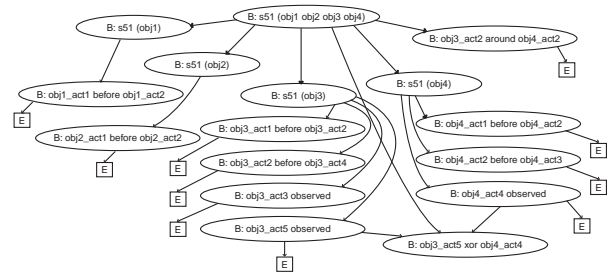 B: s51 (obj1 obj2 obj3 obj4)
B: s51 (obj1)
B: obj3_act2 around obj4_act2
B: s51 (obj2)
E
B: s51 (obj4)
B: obj1_act1 before obj1_act2
B: s51 (obj3)
E
B: obj4_act1 before obj4_act2
B: obj3_act1 before obj3_act2
B: obj2_act1 before obj2_act2
E
E
E
B: obj3_act2 before obj3_act4
B: obj4_act2 before obj4_act3
E
E
B: obj3_act3 observed
B: obj4_act4 observed
E
E
B: obj3_act5 observed
B: obj3_act5 xor obj4_act4
E